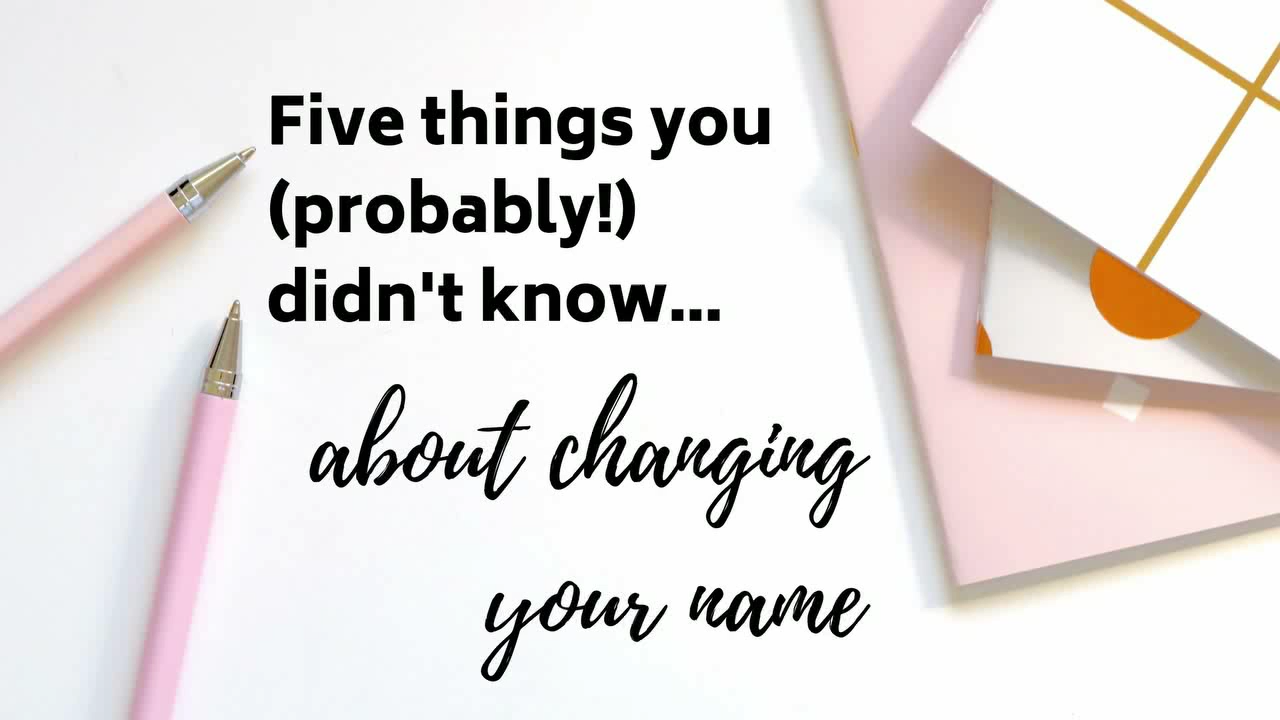 Five things you
(probably!)
didn't know...
about changing
your name